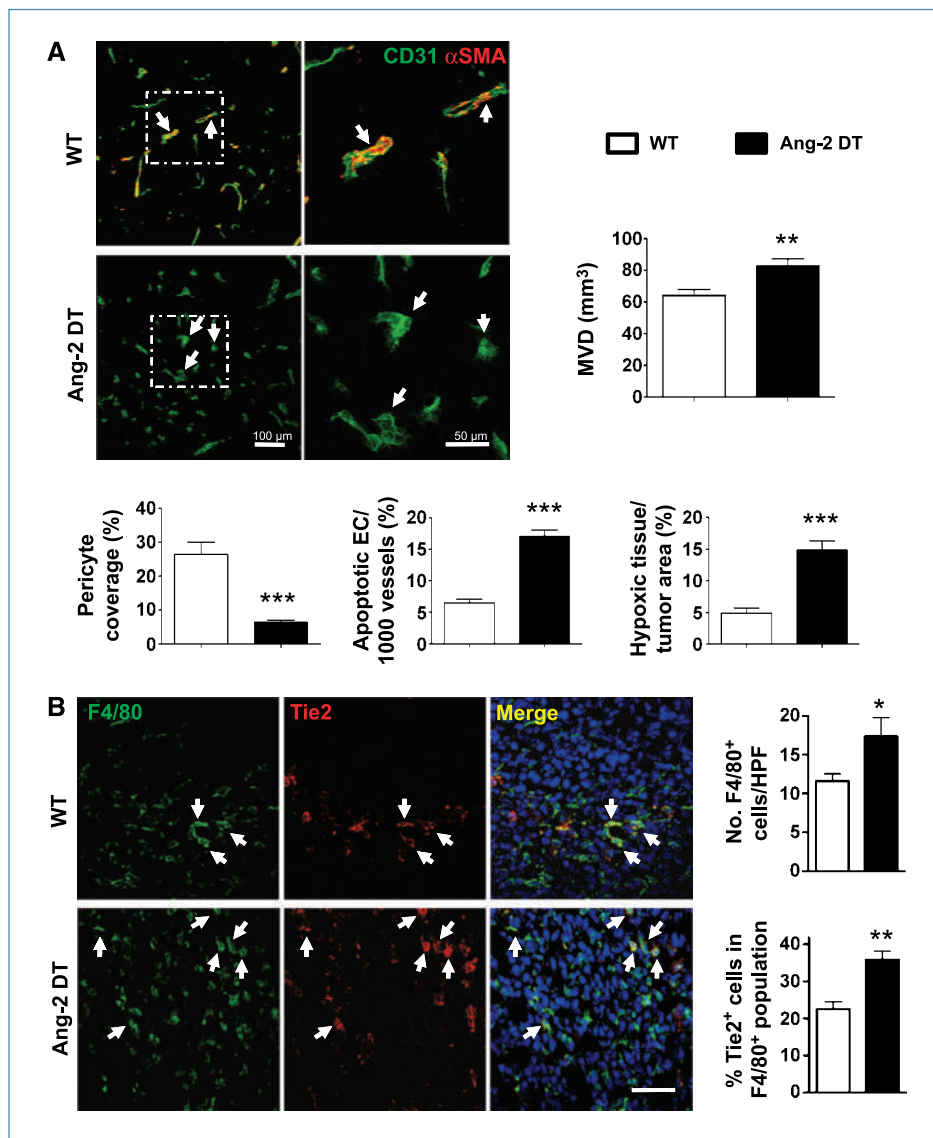 A
CD31 αSMA
WT
Ang-2 DT
100 µm
50 µm
WT
Ang-2 DT
MVD (mm³)
100
80
60
40
20
0
**
Pericyte
coverage (%)
40
30
20
10
0
***
Apoptotic EC/
1000 vessels (%)
20
15
10
5
0
***
Hypoxic tissue/
tumor area (%)
20
15
10
5
0
***
B
F4/80
Tie2
Merge
WT
Ang-2 DT
No. F4/80⁺
cells/HPF
20
15
10
5
0
*
% Tie2⁺ cells in
F4/80⁺ population
40
30
20
10
0
**